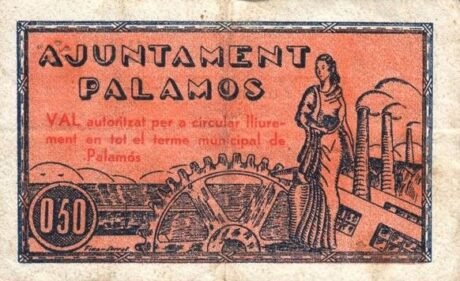 AJUNTAMENT
PALAMOS
VAL autoritzat per a circular lliure-
ment en tot el terme municipal de
Palamós
0'50